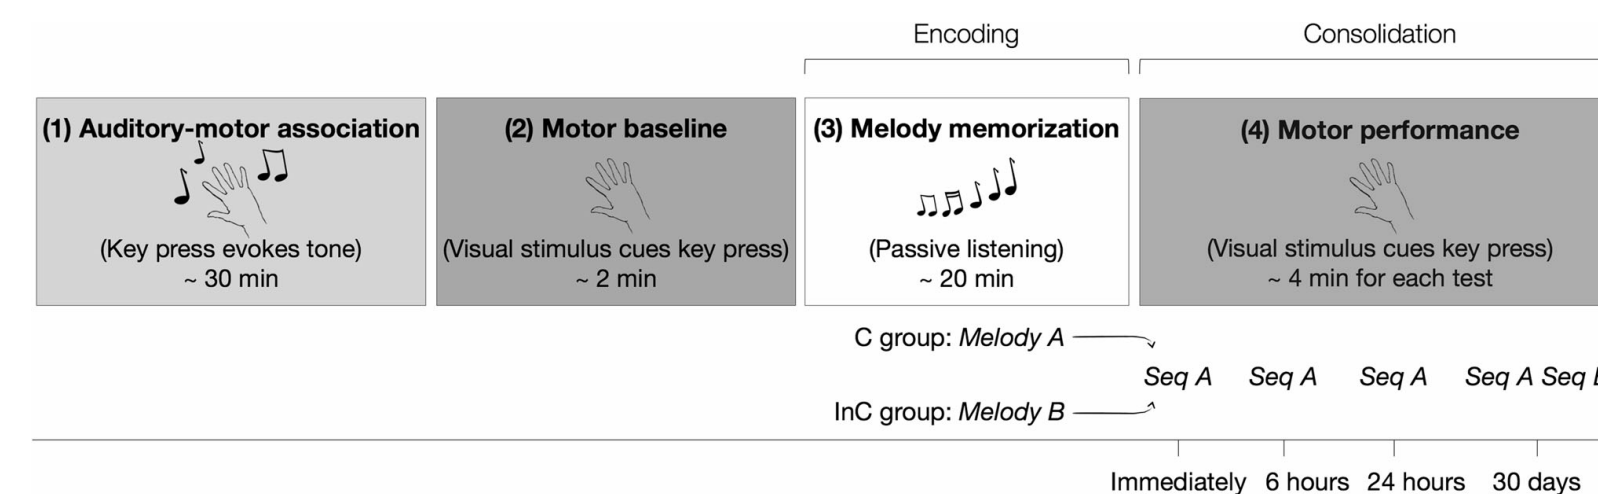 Encoding
Consolidation
(1) Auditory-motor association
(Key press evokes tone)
~ 30 min
(2) Motor baseline
(Visual stimulus cues key press)
~ 2 min
(3) Melody memorization
(Passive listening)
~ 20 min
(4) Motor performance
(Visual stimulus cues key press)
~ 4 min for each test
C group: Melody A
Seq A Seq A Seq A Seq A Seq
InC group: Melody B
Immediately 6 hours 24 hours 30 days